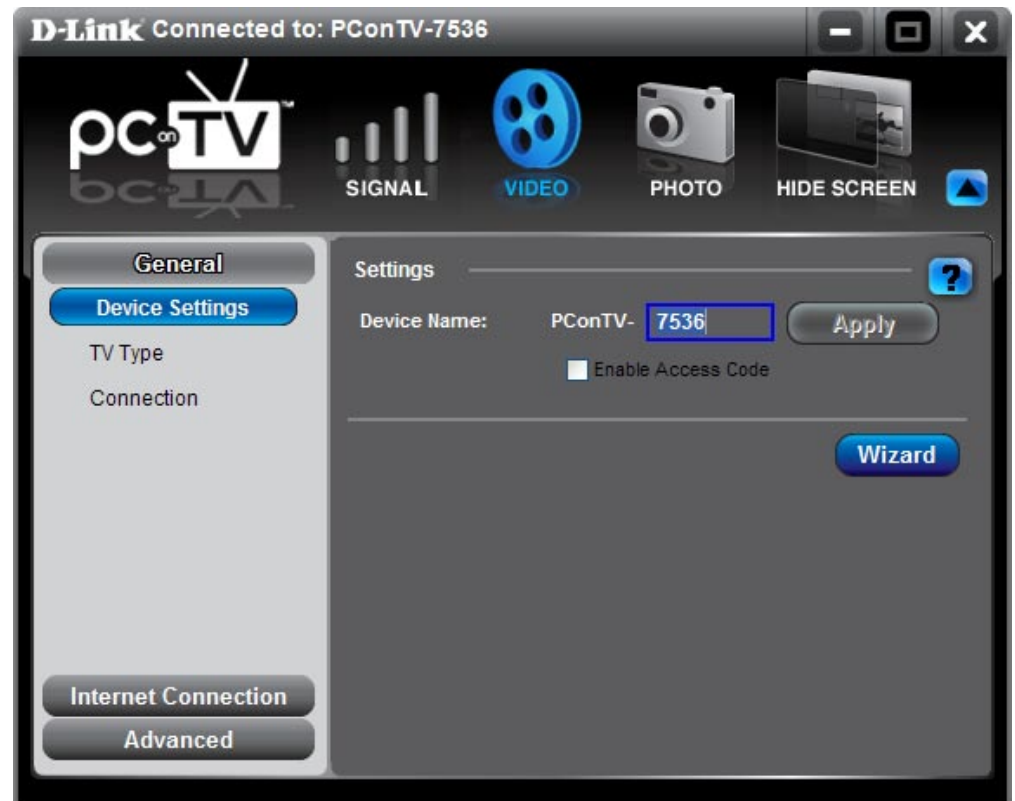 D-Link Connected to: PConTV-7536
pc on TV™
SIGNAL VIDEO PHOTO HIDE SCREEN
General
Device Settings
TV Type
Connection
Internet Connection
Advanced
Settings
?
Device Name: PConTV- 7536 Apply
Enable Access Code
Wizard